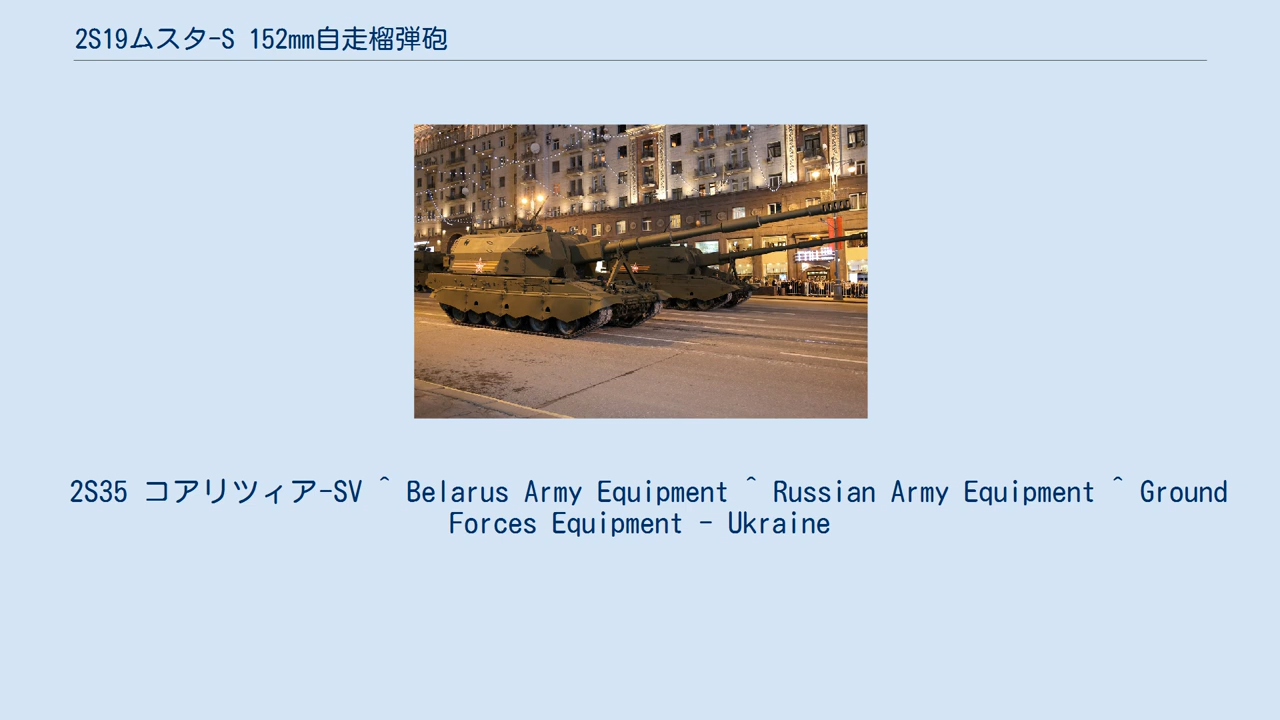 2S19ムスタ-S 152mm自走榴弾砲
2S35 コアリツィア-SV ^ Belarus Army Equipment ^ Russian Army Equipment ^ Ground
Forces Equipment - Ukraine